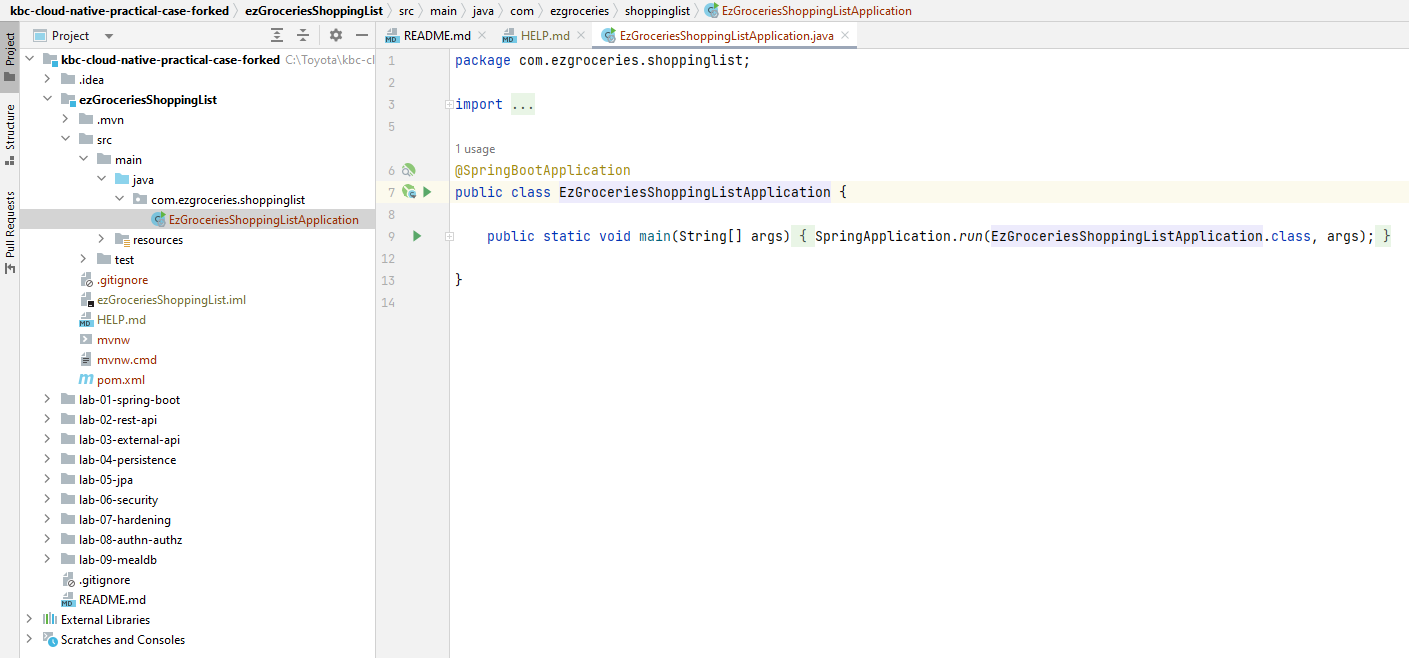 kbc-cloud-native-practical-case-forked ezGroceriesShoppingList src main java com ezgroceries shoppinglist EzGroceriesShoppingListApplication
Project
Structure
Pull Requests
Project
kbc-cloud-native-practical-case-forked C:\Toyota\kbc-cl
.idea
ezGroceriesShoppingList
.mvn
src
main
java
com.ezgroceries.shoppinglist
EzGroceriesShoppingListApplication
resources
test
.gitignore
ezGroceriesShoppingList.iml
HELP.md
mvnw
mvnw.cmd
pom.xml
lab-01-spring-boot
lab-02-rest-api
lab-03-external-api
lab-04-persistence
lab-05-jpa
lab-06-security
lab-07-hardening
lab-08-authn-authz
lab-09-mealdb
.gitignore
README.md
External Libraries
Scratches and Consoles
README.md HELP.md EzGroceriesShoppingListApplication.java
1 package com.ezgroceries.shoppinglist;
2
3 import ...
5
1 usage
6 @SpringBootApplication
7 public class EzGroceriesShoppingListApplication {
8
9 public static void main(String[] args) { SpringApplication.run(EzGroceriesShoppingListApplication.class, args); }
12
13 }
14